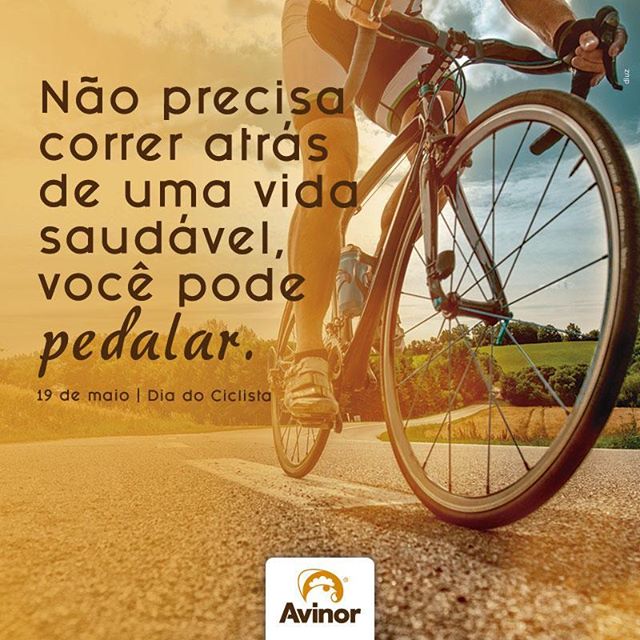 Não precisa
correr atrás
de uma vida
saudável,
você pode
pedalar.
19 de maio | Dia do Ciclista
Avinor